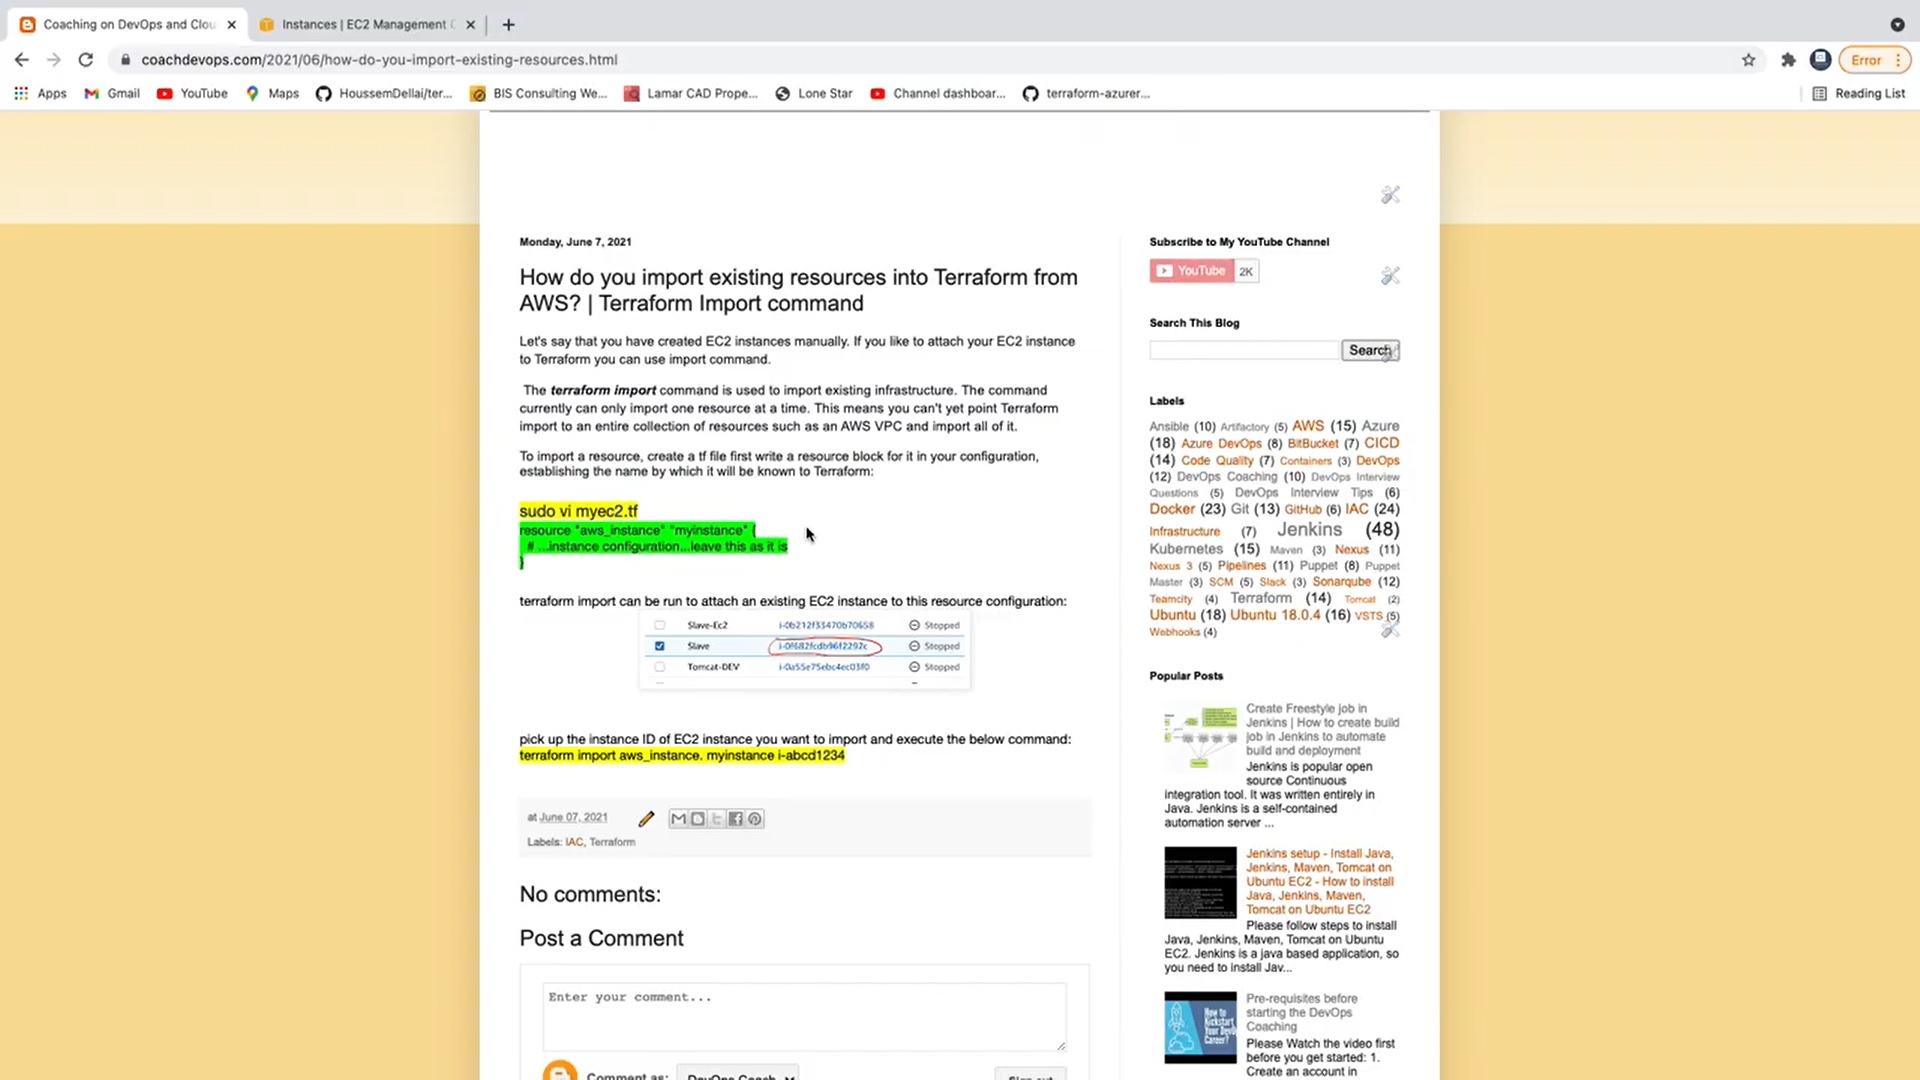 Coaching on DevOps and Clou
Instances | EC2 Management C
coachdevops.com/2021/06/how-do-you-import-existing-resources.html
Error
Apps
Gmail
YouTube
Maps
HoussemDellai/ter...
BIS Consulting We...
Lamar CAD Prope...
Lone Star
Channel dashboar...
terraform-azurer...
Reading List
Monday, June 7, 2021
How do you import existing resources into Terraform from
AWS? | Terraform Import command
Let's say that you have created EC2 instances manually. If you like to attach your EC2 instance
to Terraform you can use import command.
The terraform import command is used to import existing infrastructure. The command
currently can only import one resource at a time. This means you can't yet point Terraform
import to an entire collection of resources such as an AWS VPC and import all of it.
To import a resource, create a tf file first write a resource block for it in your configuration,
establishing the name by which it will be known to Terraform:
sudo vi myec2.tf
resource "aws_instance" "myinstance" {
# ...instance configuration...leave this as it is
}
terraform import can be run to attach an existing EC2 instance to this resource configuration:
Slave-Ec2 i-0b212f33470b70658 Stopped
Slave i-0f682fcdb96f2292c Stopped
Tomcat-DEV i-0a55e75ebc4ec03f0 Stopped
pick up the instance ID of EC2 instance you want to import and execute the below command:
terraform import aws_instance. myinstance i-abcd1234
at June 07, 2021
Labels: IAC, Terraform
No comments:
Post a Comment
Enter your comment...
Comment as: DevOps Coach
Sign out
Subscribe to My YouTube Channel
YouTube 2K
Search This Blog
Search
Labels
Ansible (10) Artifactory (5) AWS (15) Azure
(18) Azure DevOps (8) BitBucket (7) CICD
(14) Code Quality (7) Containers (3) DevOps
(12) DevOps Coaching (10) DevOps Interview
Questions (5) DevOps Interview Tips (6)
Docker (23) Git (13) GitHub (6) IAC (24)
Infrastructure (7) Jenkins (48)
Kubernetes (15) Maven (3) Nexus (11)
Nexus 3 (5) Pipelines (11) Puppet (8) Puppet
Master (3) SCM (5) Slack (3) Sonarqube (12)
Teamcity (4) Terraform (14) Tomcat (2)
Ubuntu (18) Ubuntu 18.0.4 (16) VSTS (5)
Webhooks (4)
Popular Posts
Create Freestyle job in
Jenkins | How to create build
job in Jenkins to automate
build and deployment
Jenkins is popular open
source Continuous
integration tool. It was written entirely in
Java. Jenkins is a self-contained
automation server ...
Jenkins setup - Install Java,
Jenkins, Maven, Tomcat on
Ubuntu EC2 - How to install
Java, Jenkins, Maven,
Tomcat on Ubuntu EC2
Please follow steps to install
Java, Jenkins, Maven, Tomcat on Ubuntu
EC2. Jenkins is a java based application, so
you need to install Jav...
How to
Kickstart
Your DevOps
Career?
Pre-requisites before
starting the DevOps
Coaching
Please Watch the video first
before you get started: 1.
Create an account in